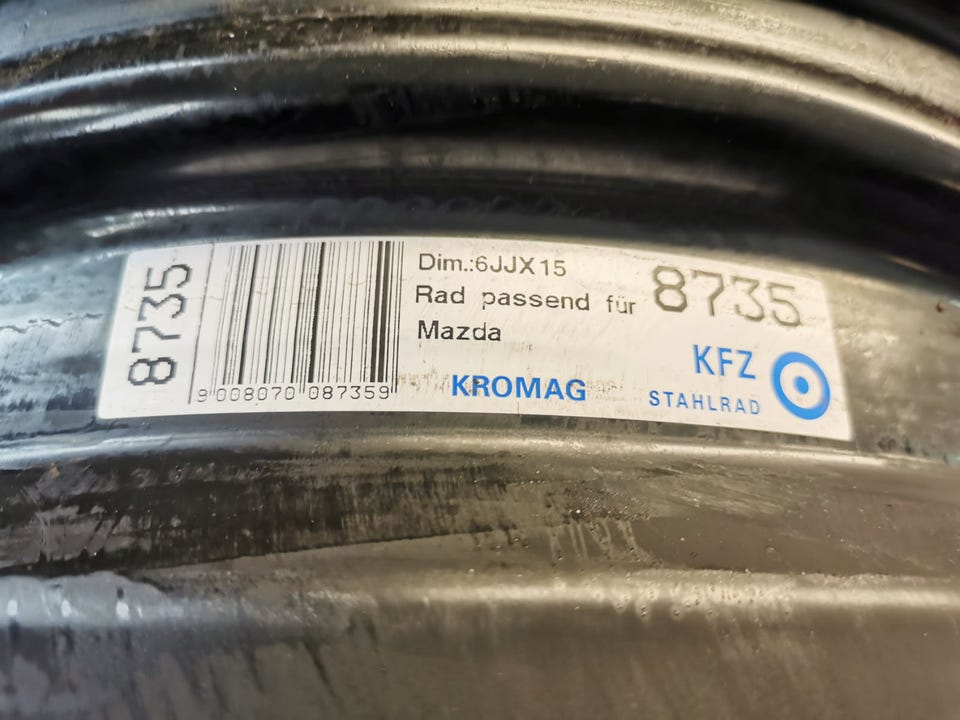 8735
9 008070 087359
Dim.:6JJX15
Rad passend für
Mazda
KROMAG
8735
KFZ
STAHLRAD